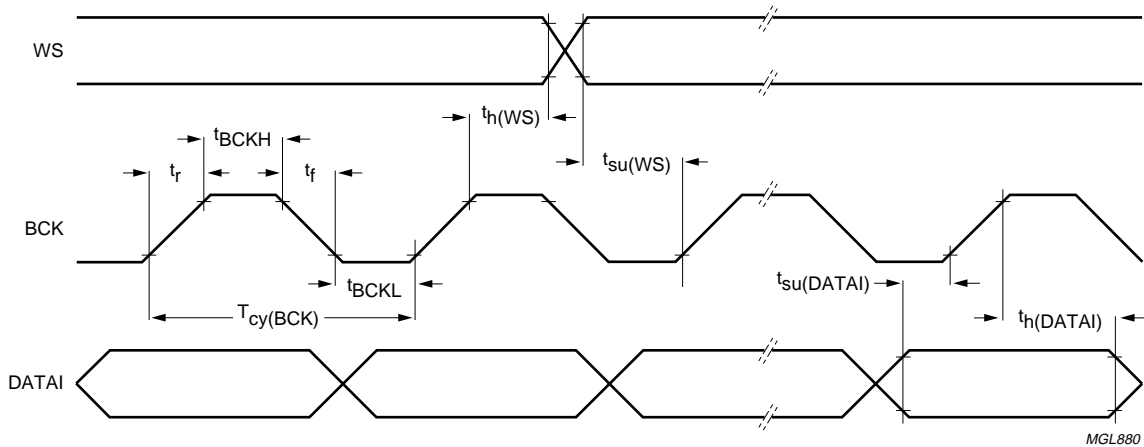 WS
th(WS)
tBCKH
tr
tf
tsu(WS)
BCK
tBCKL
tsu(DATAI)
Tcy(BCK)
th(DATAI)
DATAI
MGL880